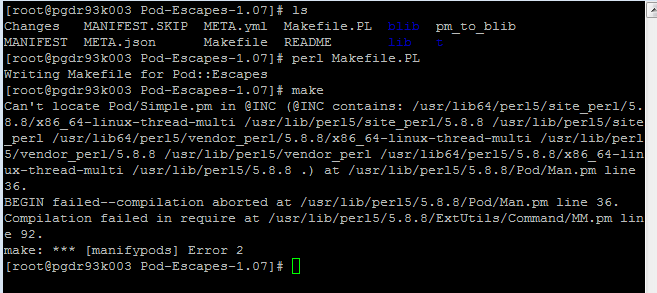 [root@pgdr93k003 Pod-Escapes-1.07]# ls
Changes   MANIFEST.SKIP  META.yml  Makefile.PL  blib  pm_to_blib
MANIFEST  META.json      Makefile  README       lib   t
[root@pgdr93k003 Pod-Escapes-1.07]# perl Makefile.PL
Writing Makefile for Pod::Escapes
[root@pgdr93k003 Pod-Escapes-1.07]# make
Can't locate Pod/Simple.pm in @INC (@INC contains: /usr/lib64/perl5/site_perl/5.
8.8/x86_64-linux-thread-multi /usr/lib/perl5/site_perl/5.8.8 /usr/lib/perl5/site
_perl /usr/lib64/perl5/vendor_perl/5.8.8/x86_64-linux-thread-multi /usr/lib/perl
5/vendor_perl/5.8.8 /usr/lib/perl5/vendor_perl /usr/lib64/perl5/5.8.8/x86_64-lin
ux-thread-multi /usr/lib/perl5/5.8.8 .) at /usr/lib/perl5/5.8.8/Pod/Man.pm line
36.
BEGIN failed--compilation aborted at /usr/lib/perl5/5.8.8/Pod/Man.pm line 36.
Compilation failed in require at /usr/lib/perl5/5.8.8/ExtUtils/Command/MM.pm lin
e 92.
make: *** [manifypods] Error 2
[root@pgdr93k003 Pod-Escapes-1.07]#